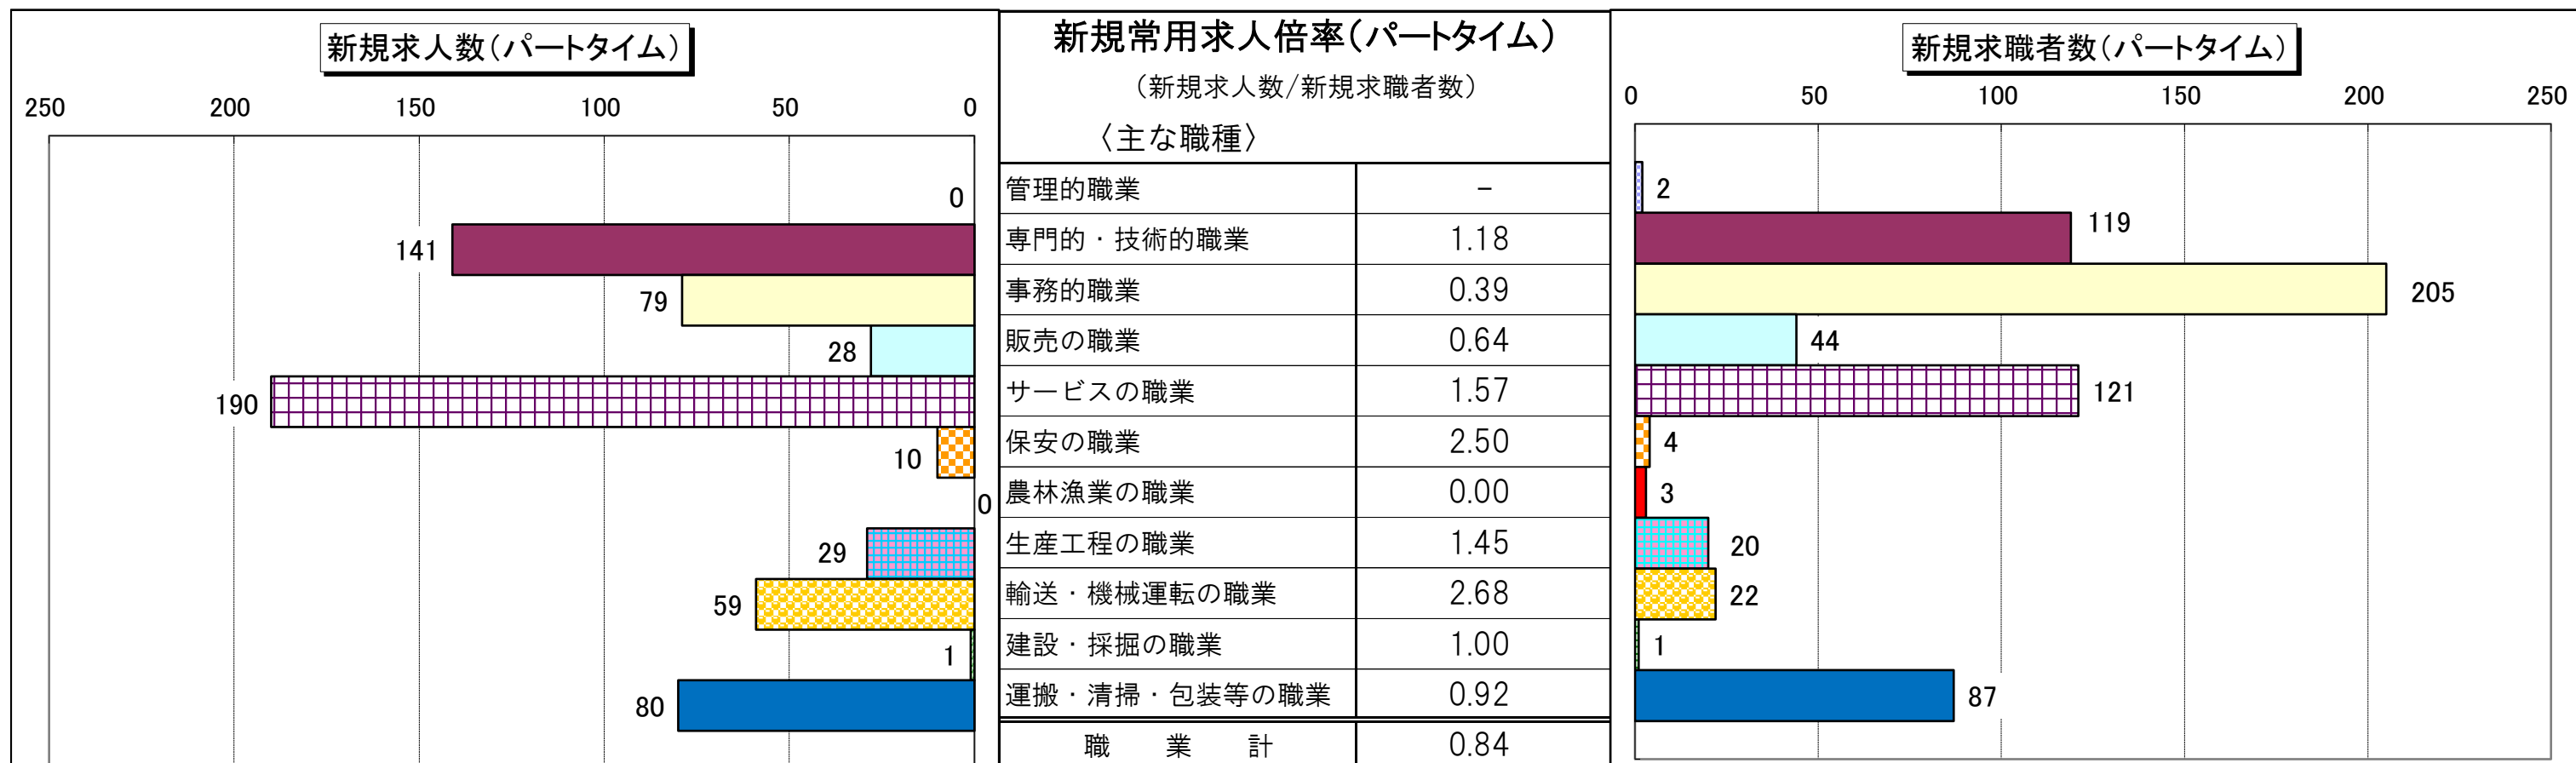 新規求人数(パートタイム)
250 200 150 100 50 0
0
141
79
28
190
10
0
29
59
1
80
新規常用求人倍率(パートタイム)
(新規求人数/新規求職者数)
〈主な職種〉
管理的職業 －
専門的・技術的職業 1.18
事務的職業 0.39
販売の職業 0.64
サービスの職業 1.57
保安の職業 2.50
農林漁業の職業 0.00
生産工程の職業 1.45
輸送・機械運転の職業 2.68
建設・採掘の職業 1.00
運搬・清掃・包装等の職業 0.92
職　業　計 0.84
新規求職者数(パートタイム)
0 50 100 150 200 250
2
119
205
44
121
4
3
20
22
1
87